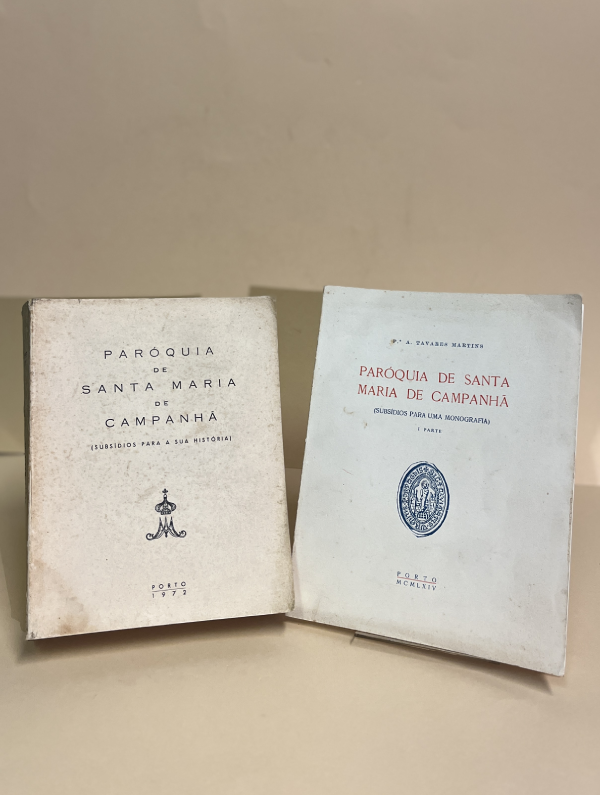 PARÓQUIA
DE
SANTA MARIA
DE
CAMPANHÃ
(SUBSÍDIOS PARA A SUA HISTÓRIA)
PORTO
1972
P.e A. TAVARES MARTINS
PARÓQUIA DE SANTA
MARIA DE CAMPANHÃ
(SUBSÍDIOS PARA UMA MONOGRAFIA)
I PARTE
PORTO
MCMLXIV